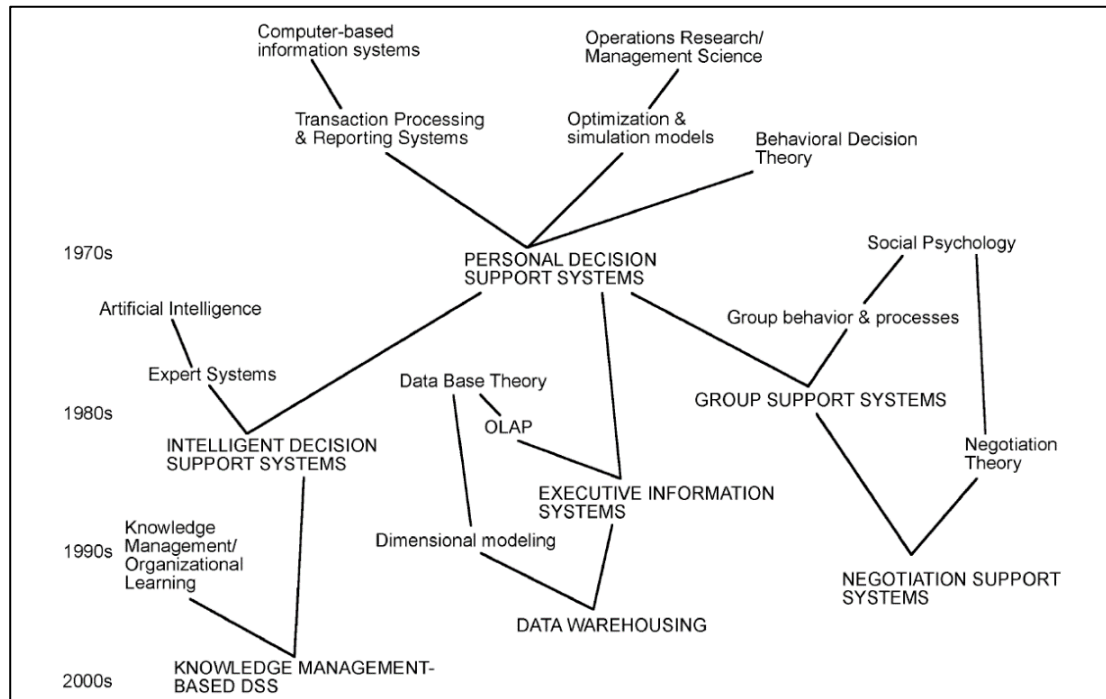 Computer-based
information systems
Operations Research/
Management Science
Transaction Processing
& Reporting Systems
Optimization &
simulation models
Behavioral Decision
Theory
1970s
PERSONAL DECISION
SUPPORT SYSTEMS
Social Psychology
Artificial Intelligence
Group behavior & processes
Expert Systems
Data Base Theory
GROUP SUPPORT SYSTEMS
1980s
OLAP
INTELLIGENT DECISION
SUPPORT SYSTEMS
Negotiation
Theory
EXECUTIVE INFORMATION
SYSTEMS
Knowledge
Management/
Organizational
Learning
Dimensional modeling
1990s
NEGOTIATION SUPPORT
SYSTEMS
DATA WAREHOUSING
KNOWLEDGE MANAGEMENT-
BASED DSS
2000s